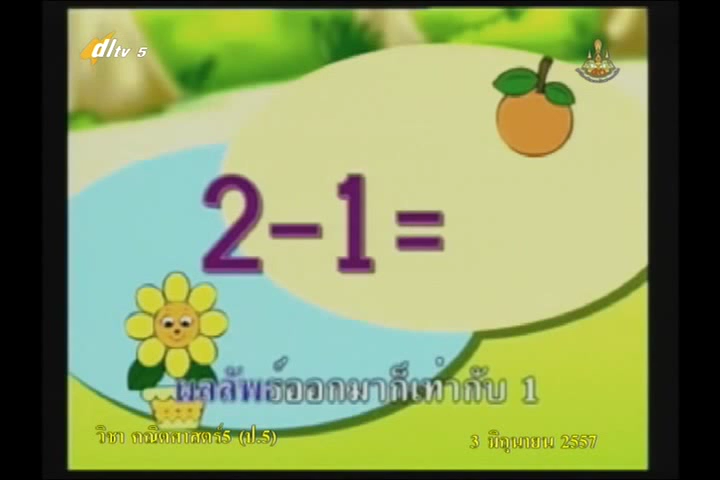 dltv 5
2-1=
ผลลัพธ์ออกมาก็เท่ากับ 1
วิชา คณิตศาสตร์5 (ป.5)
3 มิถุนายน 2557